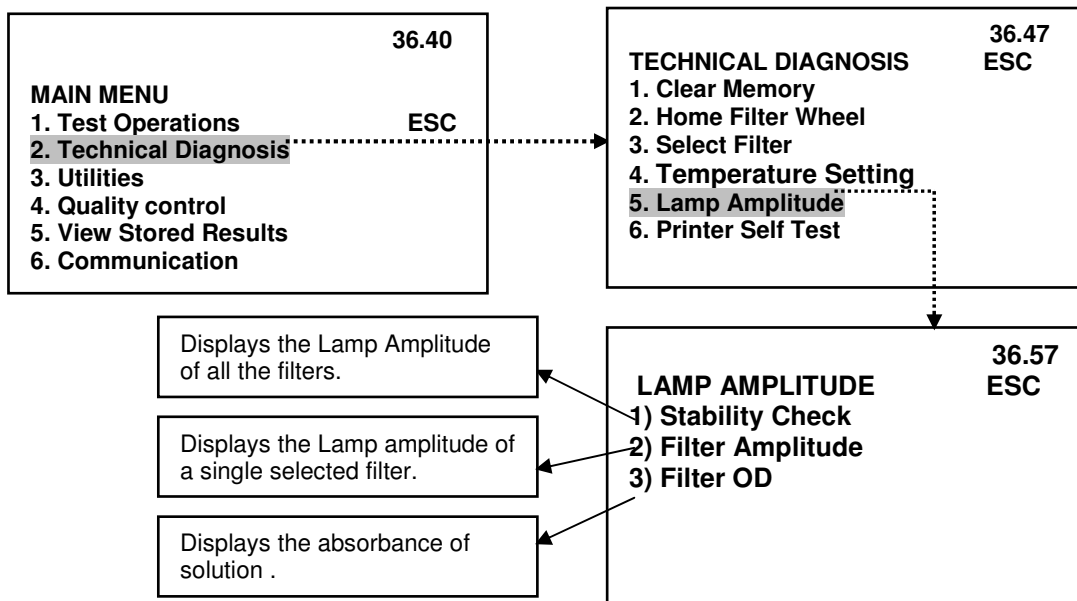 36.40
MAIN MENU
1. Test Operations ESC
2. Technical Diagnosis
3. Utilities
4. Quality control
5. View Stored Results
6. Communication
36.47
TECHNICAL DIAGNOSIS ESC
1. Clear Memory
2. Home Filter Wheel
3. Select Filter
4. Temperature Setting
5. Lamp Amplitude
6. Printer Self Test
36.57
LAMP AMPLITUDE ESC
1) Stability Check
2) Filter Amplitude
3) Filter OD
Displays the Lamp Amplitude
of all the filters.
Displays the Lamp amplitude of
a single selected filter.
Displays the absorbance of
solution .